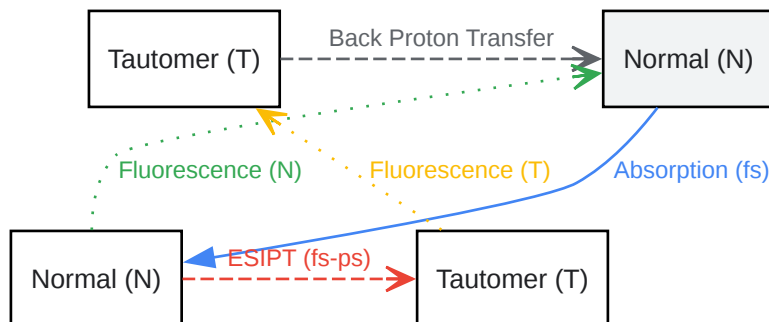 Back Proton Transfer
Tautomer (T)
Normal (N)
Fluorescence (N)
Fluorescence (T)
Absorption (fs)
ESIPT (fs-ps)
Normal (N)
Tautomer (T)